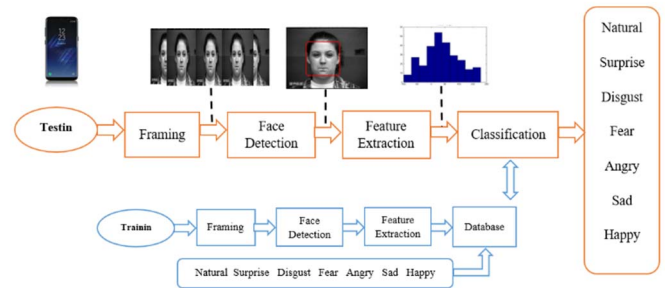 Testin
Framing
Face
Detection
Feature
Extraction
Classification
Natural
Surprise
Disgust
Fear
Angry
Sad
Happy
Trainin
Framing
Face
Detection
Feature
Extraction
Database
Natural Surprise Disgust Fear Angry Sad Happy